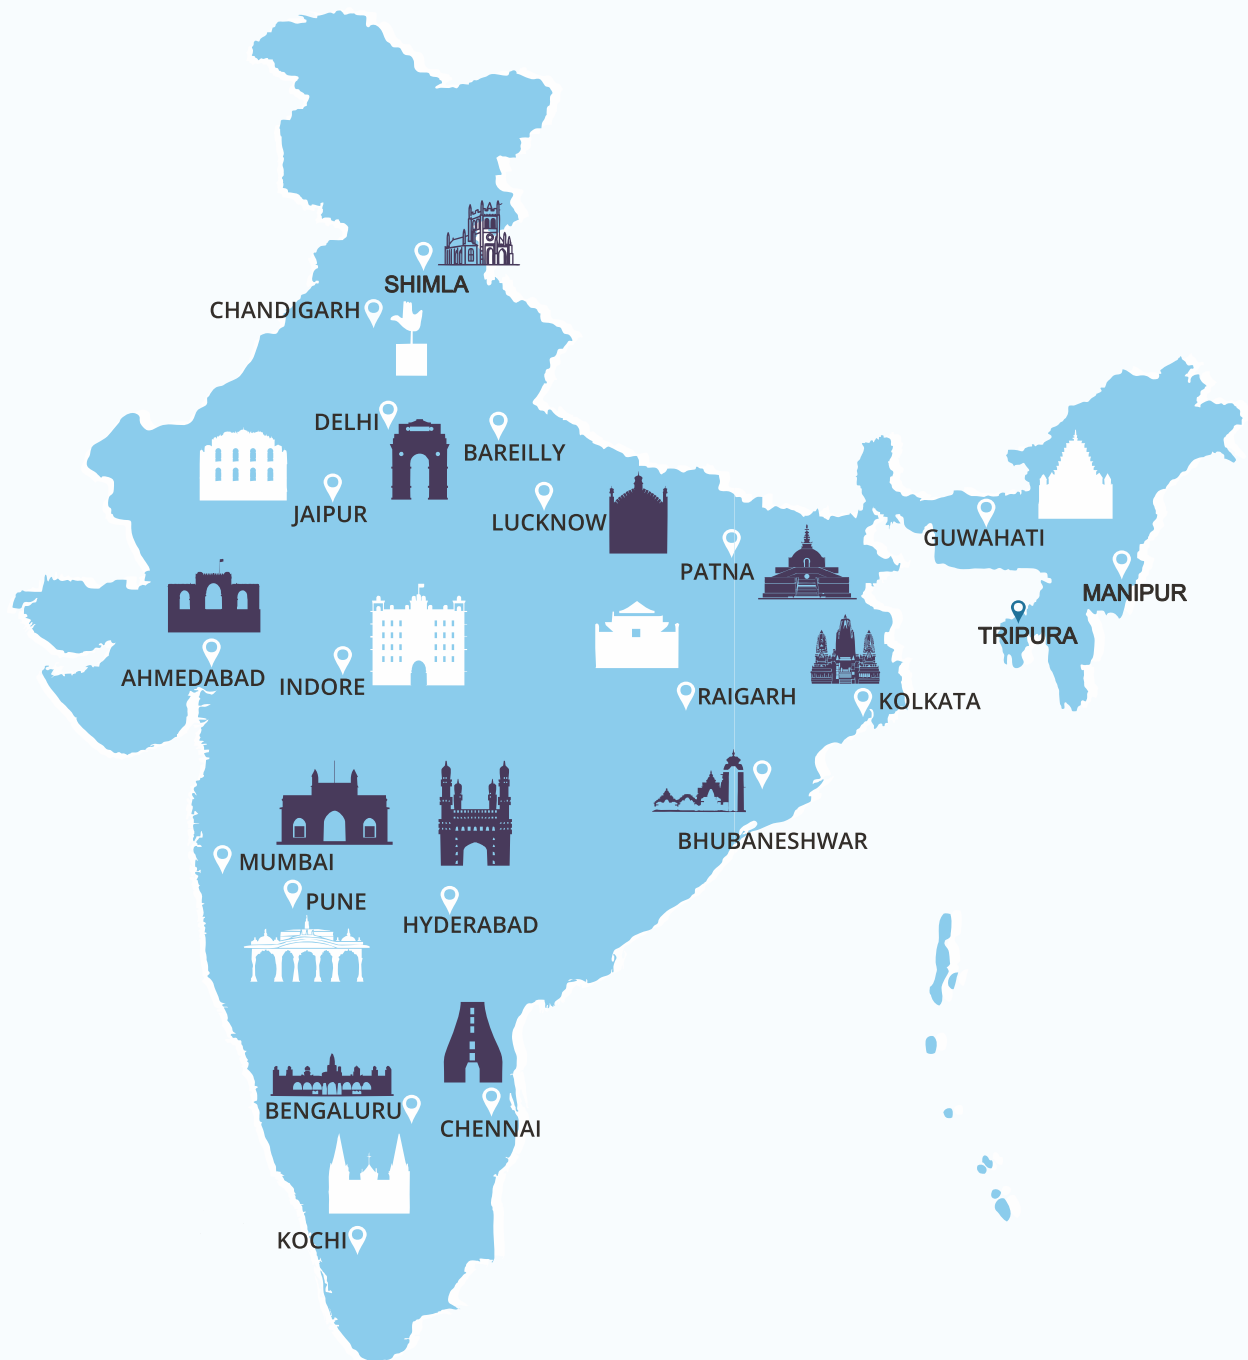 SHIMLA
CHANDIGARH
DELHI
BAREILLY
JAIPUR
LUCKNOW
GUWAHATI
PATNA
MANIPUR
TRIPURA
AHMEDABAD
INDORE
RAIGARH
KOLKATA
BHUBANESHWAR
MUMBAI
PUNE
HYDERABAD
BENGALURU
CHENNAI
KOCHI